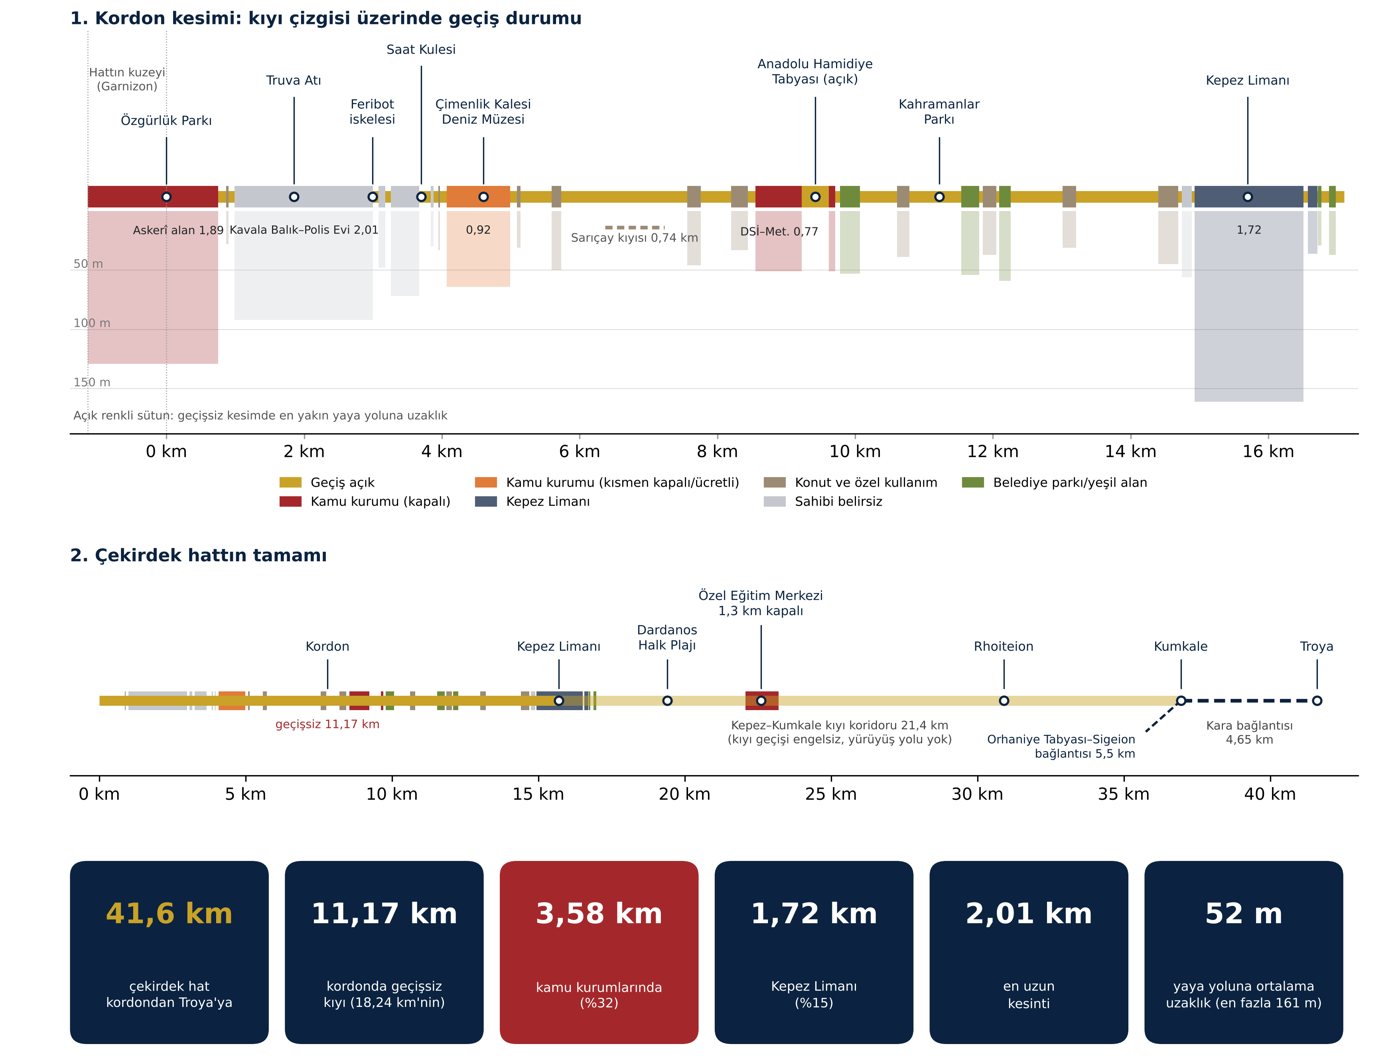 1. Kordon kesimi: kıyı çizgisi üzerinde geçiş durumu
Saat Kulesi
Hattın kuzeyi
(Garnizon)
Truva Atı
Anadolu Hamidiye
Tabyası (açık)
Kepez Limanı
Özgürlük Parkı
Feribot
iskelesi
Çimenlik Kalesi
Deniz Müzesi
Kahramanlar
Parkı
Askerî alan 1,89
Kavala Balık–Polis Evi 2,01
0,92
Sarıçay kıyısı 0,74 km
DSİ–Met. 0,77
1,72
50 m
100 m
150 m
Açık renkli sütun: geçişsiz kesimde en yakın yaya yoluna uzaklık
0 km 2 km 4 km 6 km 8 km 10 km 12 km 14 km 16 km
Geçiş açık
Kamu kurumu (kapalı)
Kamu kurumu (kısmen kapalı/ücretli)
Kepez Limanı
Konut ve özel kullanım
Sahibi belirsiz
Belediye parkı/yeşil alan
2. Çekirdek hattın tamamı
Özel Eğitim Merkezi
1,3 km kapalı
Kordon
Kepez Limanı
Dardanos
Halk Plajı
Rhoiteion
Kumkale
Troya
geçişsiz 11,17 km
Kepez–Kumkale kıyı koridoru 21,4 km
(kıyı geçişi engelsiz, yürüyüş yolu yok)
Orhaniye Tabyası–Sigeion
bağlantısı 5,5 km
Kara bağlantısı
4,65 km
0 km 5 km 10 km 15 km 20 km 25 km 30 km 35 km 40 km
41,6 km
çekirdek hat
kordondan Troya'ya
11,17 km
kordonda geçişsiz
kıyı (18,24 km'nin)
3,58 km
kamu kurumlarında
(%32)
1,72 km
Kepez Limanı
(%15)
2,01 km
en uzun
kesinti
52 m
yaya yoluna ortalama
uzaklık (en fazla 161 m)